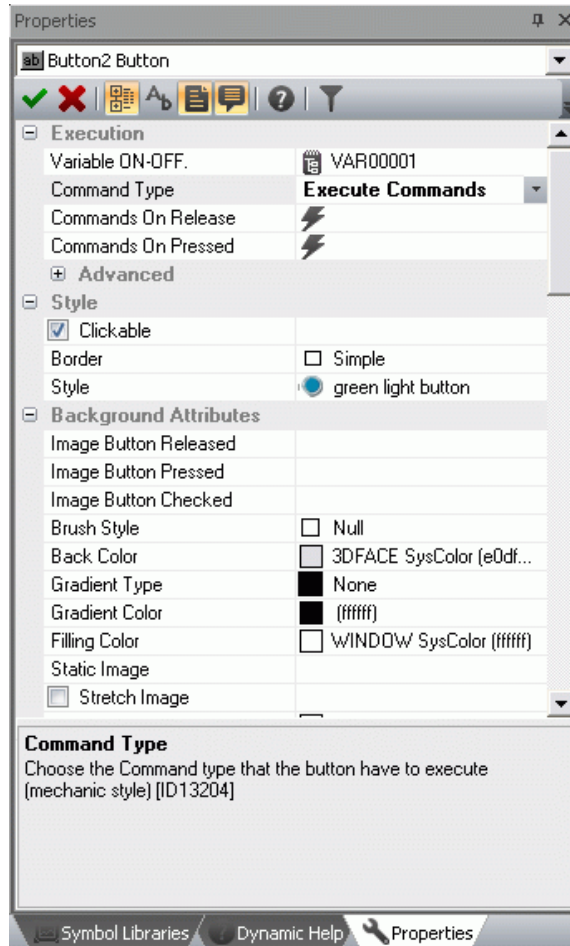 Properties
ab Button2 Button
Ab
Execution
Variable ON-OFF. VAR00001
Command Type Execute Commands
Commands On Release
Commands On Pressed
Advanced
Style
Clickable
Border Simple
Style green light button
Background Attributes
Image Button Released
Image Button Pressed
Image Button Checked
Brush Style Null
Back Color 3DFACE SysColor (e0df...
Gradient Type None
Gradient Color (ffffff)
Filling Color WINDOW SysColor (ffffff)
Static Image
Stretch Image
Command Type
Choose the Command type that the button have to execute
(mechanic style) [ID13204]
Symbol Libraries Dynamic Help Properties